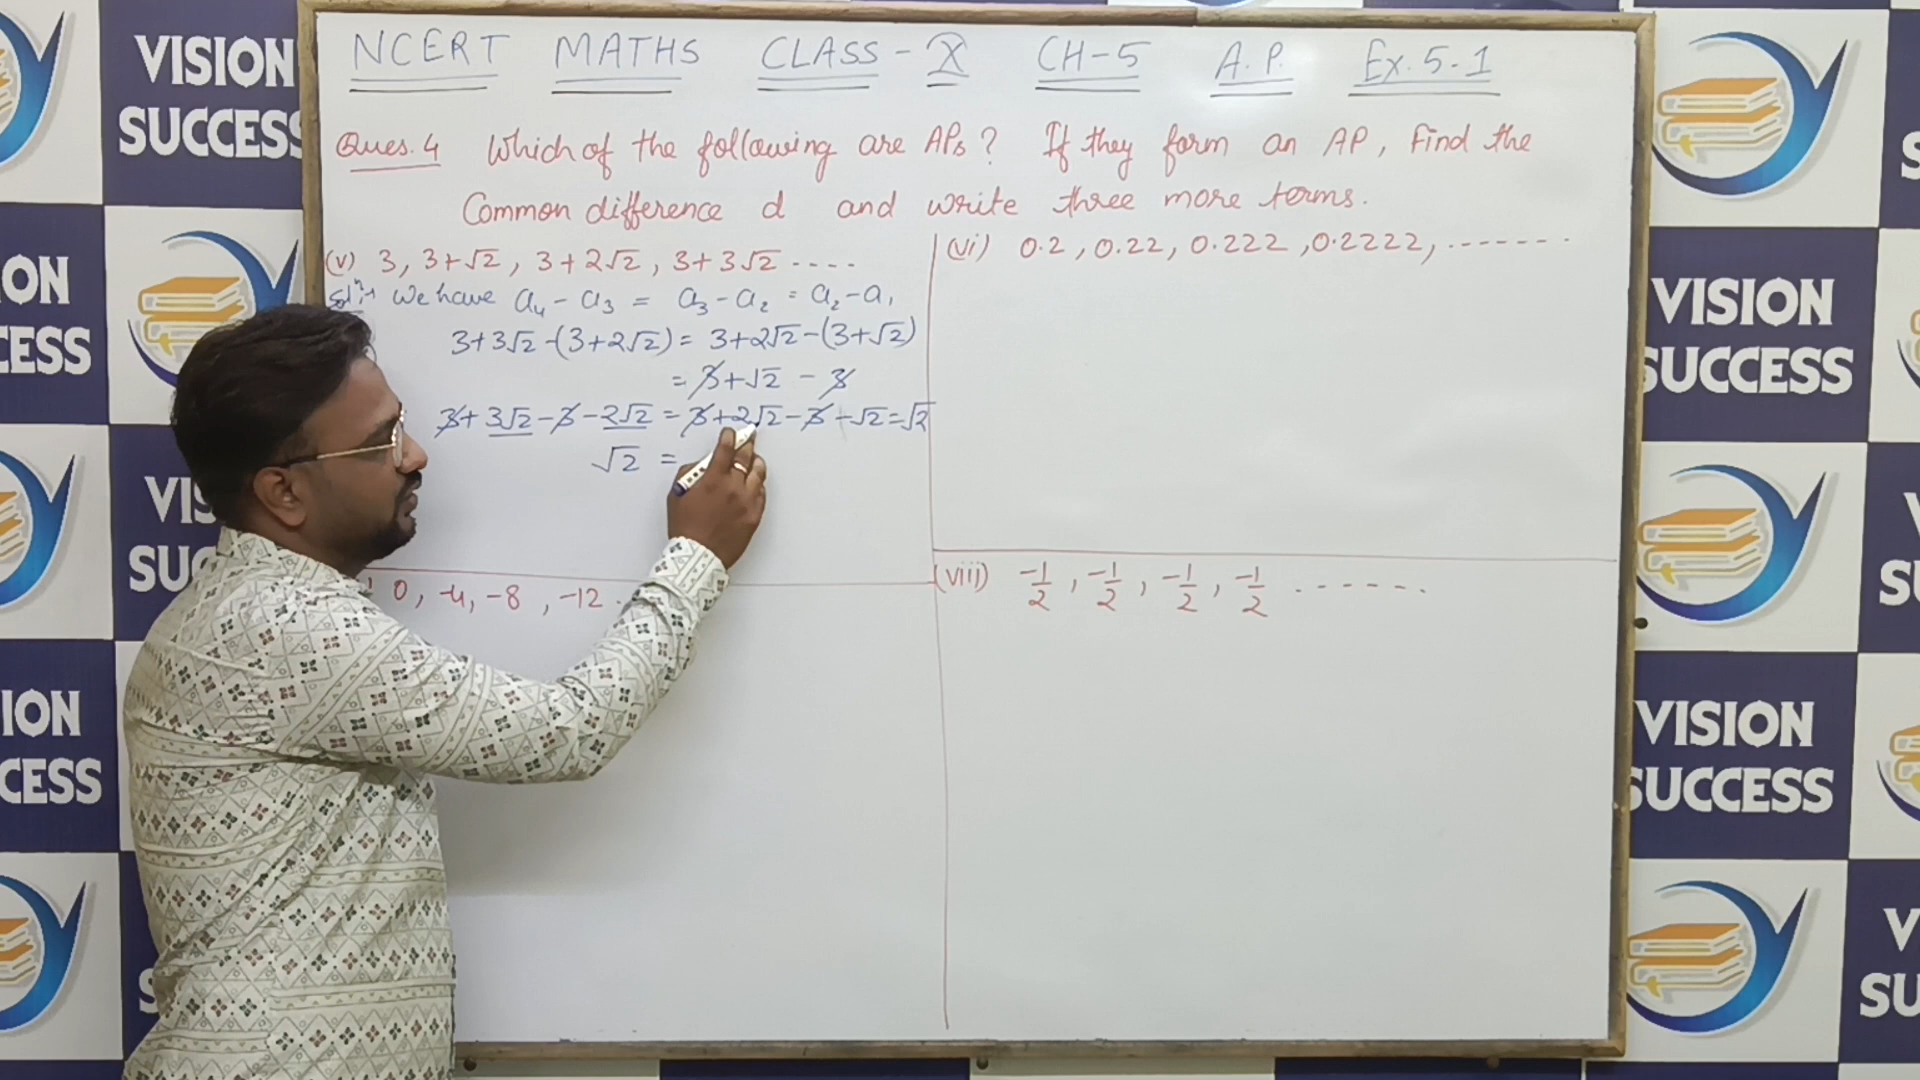 NCERT MATHS CLASS - X CH-5 A.P. Ex. 5.1
Ques. 4 Which of the following are APs? If they form an AP, Find the
Common difference d and write three more terms.
(v) 3, 3+√2, 3+2√2, 3+3√2 ....
Solⁿ:→ We have a₄ - a₃ = a₃ - a₂ = a₂ - a₁
3+3√2 -(3+2√2) = 3+2√2 -(3+√2)
= 3+√2 - 3
3+3√2 - 3 - 2√2 = 3+2√2 - 3 - √2 = √2
√2 =
0, -4, -8, -12 .
(vi) 0.2, 0.22, 0.222, 0.2222, .......
(viii) -1/2, -1/2, -1/2, -1/2 ......
VISION SUCCESS
VISION SUCCESS
VISION SUCCESS